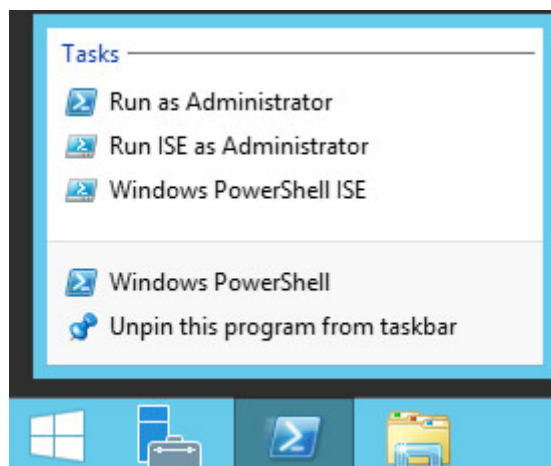 Tasks
Run as Administrator
Run ISE as Administrator
Windows PowerShell ISE
Windows PowerShell
Unpin this program from taskbar